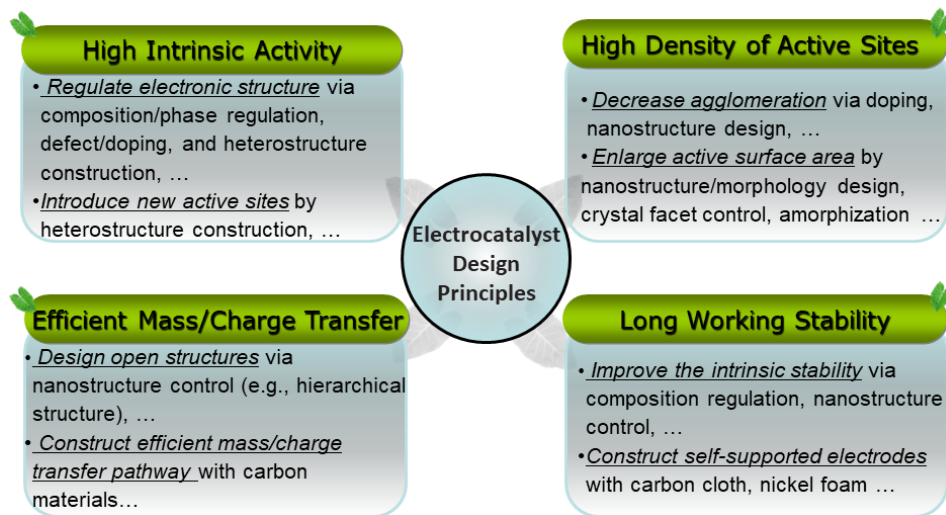 High Intrinsic Activity
• Regulate electronic structure via
composition/phase regulation,
defect/doping, and heterostructure
construction, …
•Introduce new active sites by
heterostructure construction, …
High Density of Active Sites
• Decrease agglomeration via doping,
nanostructure design, …
• Enlarge active surface area by
nanostructure/morphology design,
crystal facet control, amorphization …
Electrocatalyst
Design
Principles
Efficient Mass/Charge Transfer
• Design open structures via
nanostructure control (e.g., hierarchical
structure), …
• Construct efficient mass/charge
transfer pathway with carbon
materials…
Long Working Stability
• Improve the intrinsic stability via
composition regulation, nanostructure
control, …
•Construct self-supported electrodes
with carbon cloth, nickel foam …